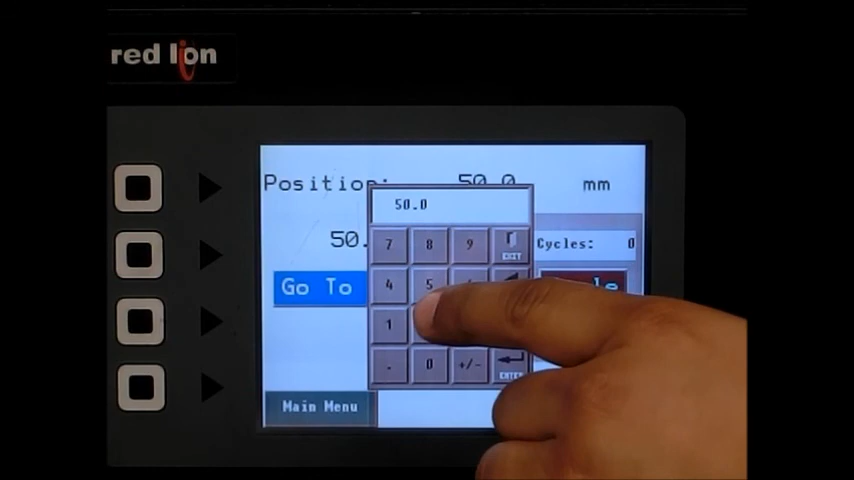 red lion
Position: 50.0 mm
50.0
50.
7 8 9 EXIT
Cycles: 0
4 5
Go To
1
. 0 +/- ENTER
Main Menu